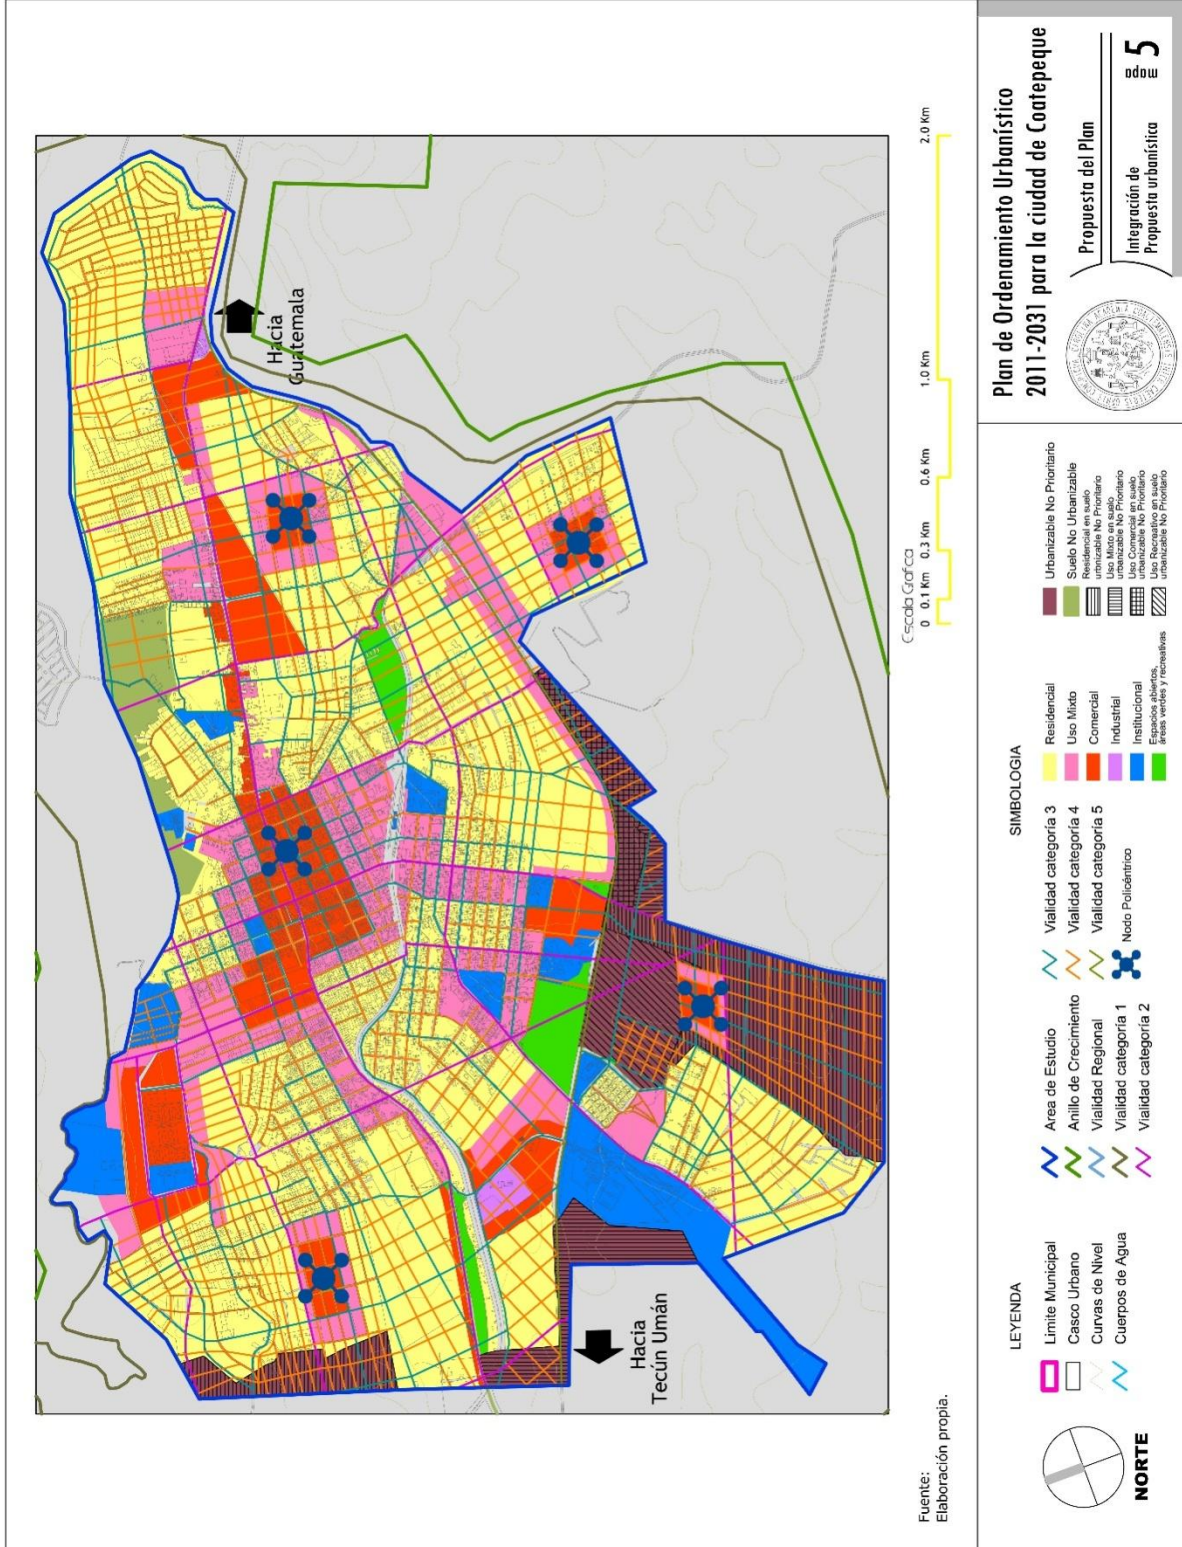 Plan de Ordenamiento Urbanístico
2011-2031 para la ciudad de Coatepeque
Propuesta del Plan
Integración de
Propuesta urbanística
mapa 5
Hacia
Guatemala
Hacia
Tecún Umán
Escala Grafica
0 0.1 Km 0.3 Km 0.6 Km 1.0 Km 2.0 Km
Fuente:
Elaboración propia.
NORTE
LEYENDA
Limite Municipal
Casco Urbano
Curvas de Nivel
Cuerpos de Agua
SIMBOLOGIA
Area de Estudio
Anillo de Crecimiento
Vialidad Regional
Vialidad categoría 1
Vialidad categoría 2
Vialidad categoría 3
Vialidad categoría 4
Vialidad categoría 5
Nodo Policéntrico
Residencial
Uso Mixto
Comercial
Industrial
Institucional
Espacios abiertos,
áreas verdes y recreativas
Urbanizable No Prioritario
Suelo No Urbanizable
Residencial en suelo
urbnizable No Prioritario
Uso Mixto en suelo
urbanizable No Prioritario
Uso Comercial en suelo
urbanizable No Prioritario
Uso Recreativo en suelo
urbanizable No Prioritario